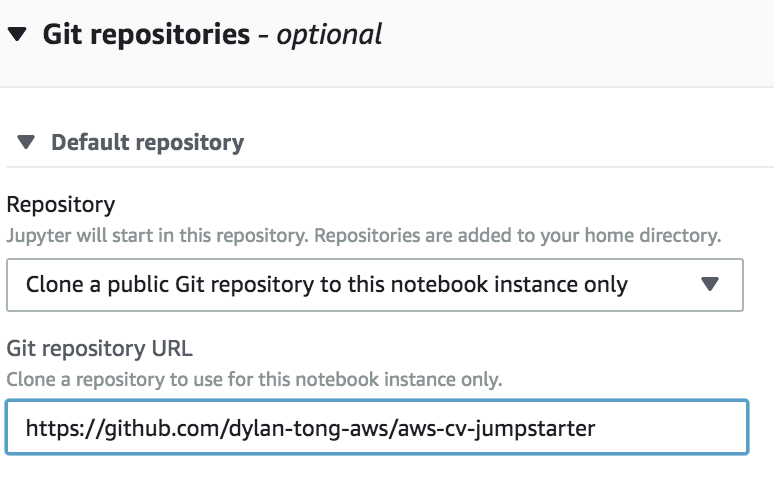 Git repositories - optional
Default repository
Repository
Jupyter will start in this repository. Repositories are added to your home directory.
Clone a public Git repository to this notebook instance only
Git repository URL
Clone a repository to use for this notebook instance only.
https://github.com/dylan-tong-aws/aws-cv-jumpstarter